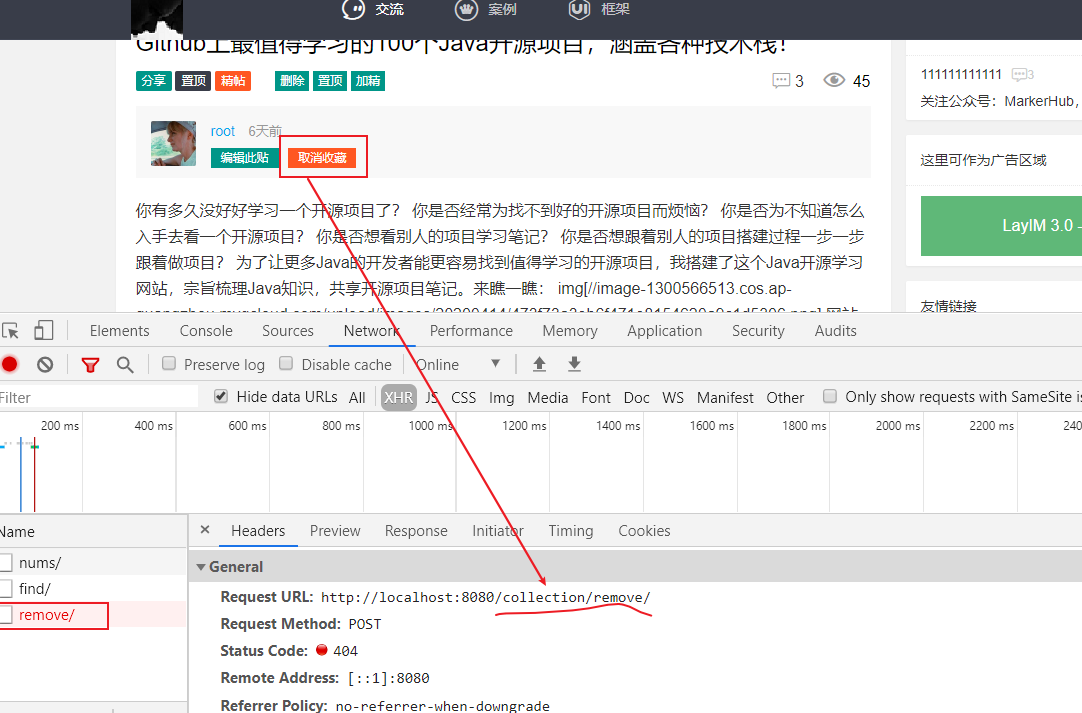 交流 案例 UI 框架
Github上最值得学习的100个Java开源项目，涵盖各种技术栈！
分享 置顶 精帖 删除 置顶 加精 3 45
root 6天前
编辑此贴 取消收藏
你有多久没好好学习一个开源项目了？ 你是否经常为找不到好的开源项目而烦恼？ 你是否为不知道怎么
入手去看一个开源项目？ 你是否想看别人的项目学习笔记？ 你是否想跟着别人的项目搭建过程一步一步
跟着做项目？ 为了让更多Java的开发者能更容易找到值得学习的开源项目，我搭建了这个Java开源学习
网站，宗旨梳理Java知识，共享开源项目笔记。来瞧一瞧： img[//image-1300566513.cos.ap-
111111111111 3
关注公众号：MarkerHub，
这里可作为广告区域
LayIM 3.0 -
友情链接
Elements Console Sources Network Performance Memory Application Security Audits
Preserve log Disable cache Online
Filter Hide data URLs All XHR JS CSS Img Media Font Doc WS Manifest Other Only show requests with SameSite is
200 ms 400 ms 600 ms 800 ms 1000 ms 1200 ms 1400 ms 1600 ms 1800 ms 2000 ms 2200 ms 240
Name
nums/
find/
remove/
× Headers Preview Response Initiator Timing Cookies
General
Request URL: http://localhost:8080/collection/remove/
Request Method: POST
Status Code: 404
Remote Address: [::1]:8080
Referrer Policy: no-referrer-when-downgrade